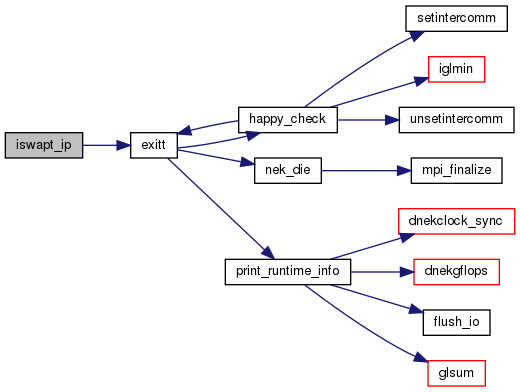 iswapt_ip
exitt
happy_check
nek_die
print_runtime_info
setintercomm
iglmin
unsetintercomm
mpi_finalize
dnekclock_sync
dnekgflops
flush_io
glsum